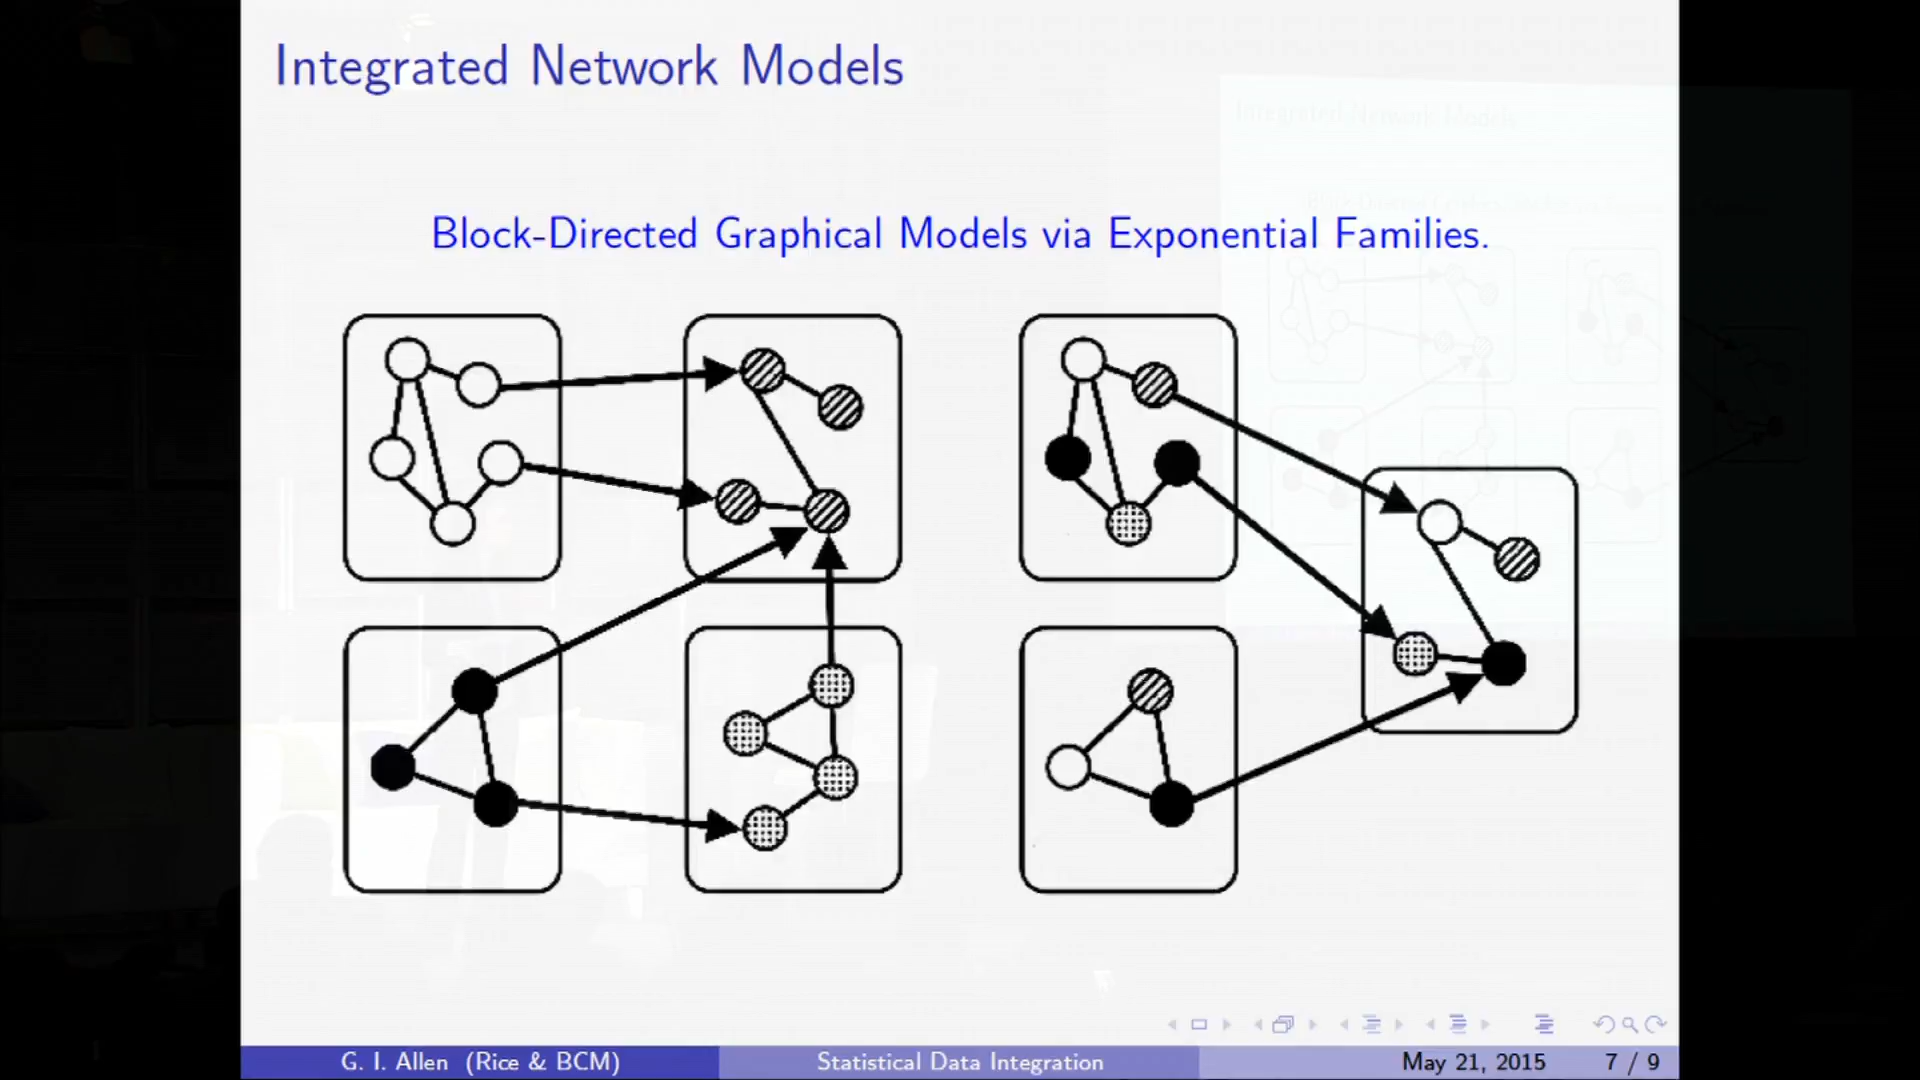 Integrated Network Models
Block-Directed Graphical Models via Exponential Families.
G. I. Allen (Rice & BCM)
Statistical Data Integration
May 21, 2015
7 / 9